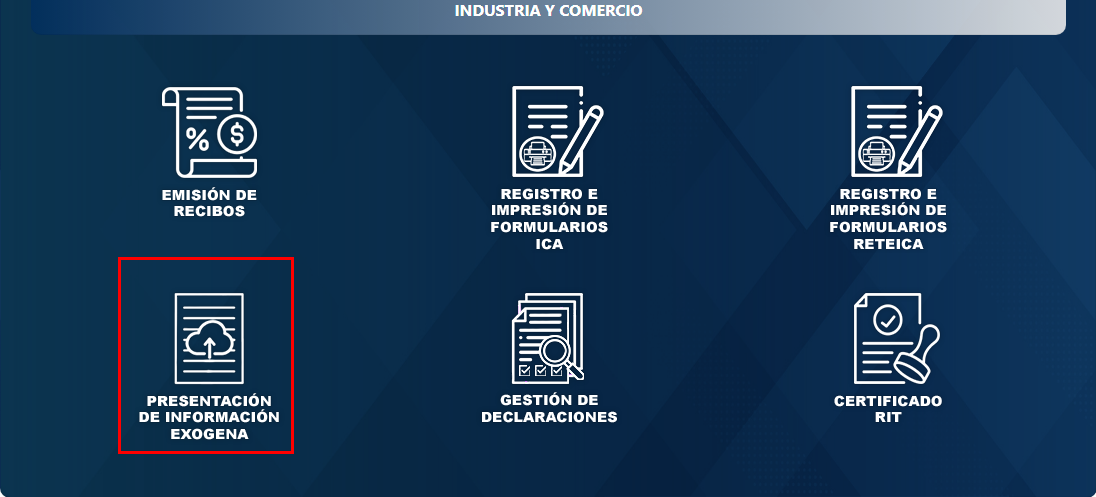 INDUSTRIA Y COMERCIO
% $
EMISIÓN DE
RECIBOS
REGISTRO E
IMPRESIÓN DE
FORMULARIOS
ICA
REGISTRO E
IMPRESIÓN DE
FORMULARIOS
RETEICA
PRESENTACIÓN
DE INFORMACIÓN
EXOGENA
GESTIÓN DE
DECLARACIONES
CERTIFICADO
RIT